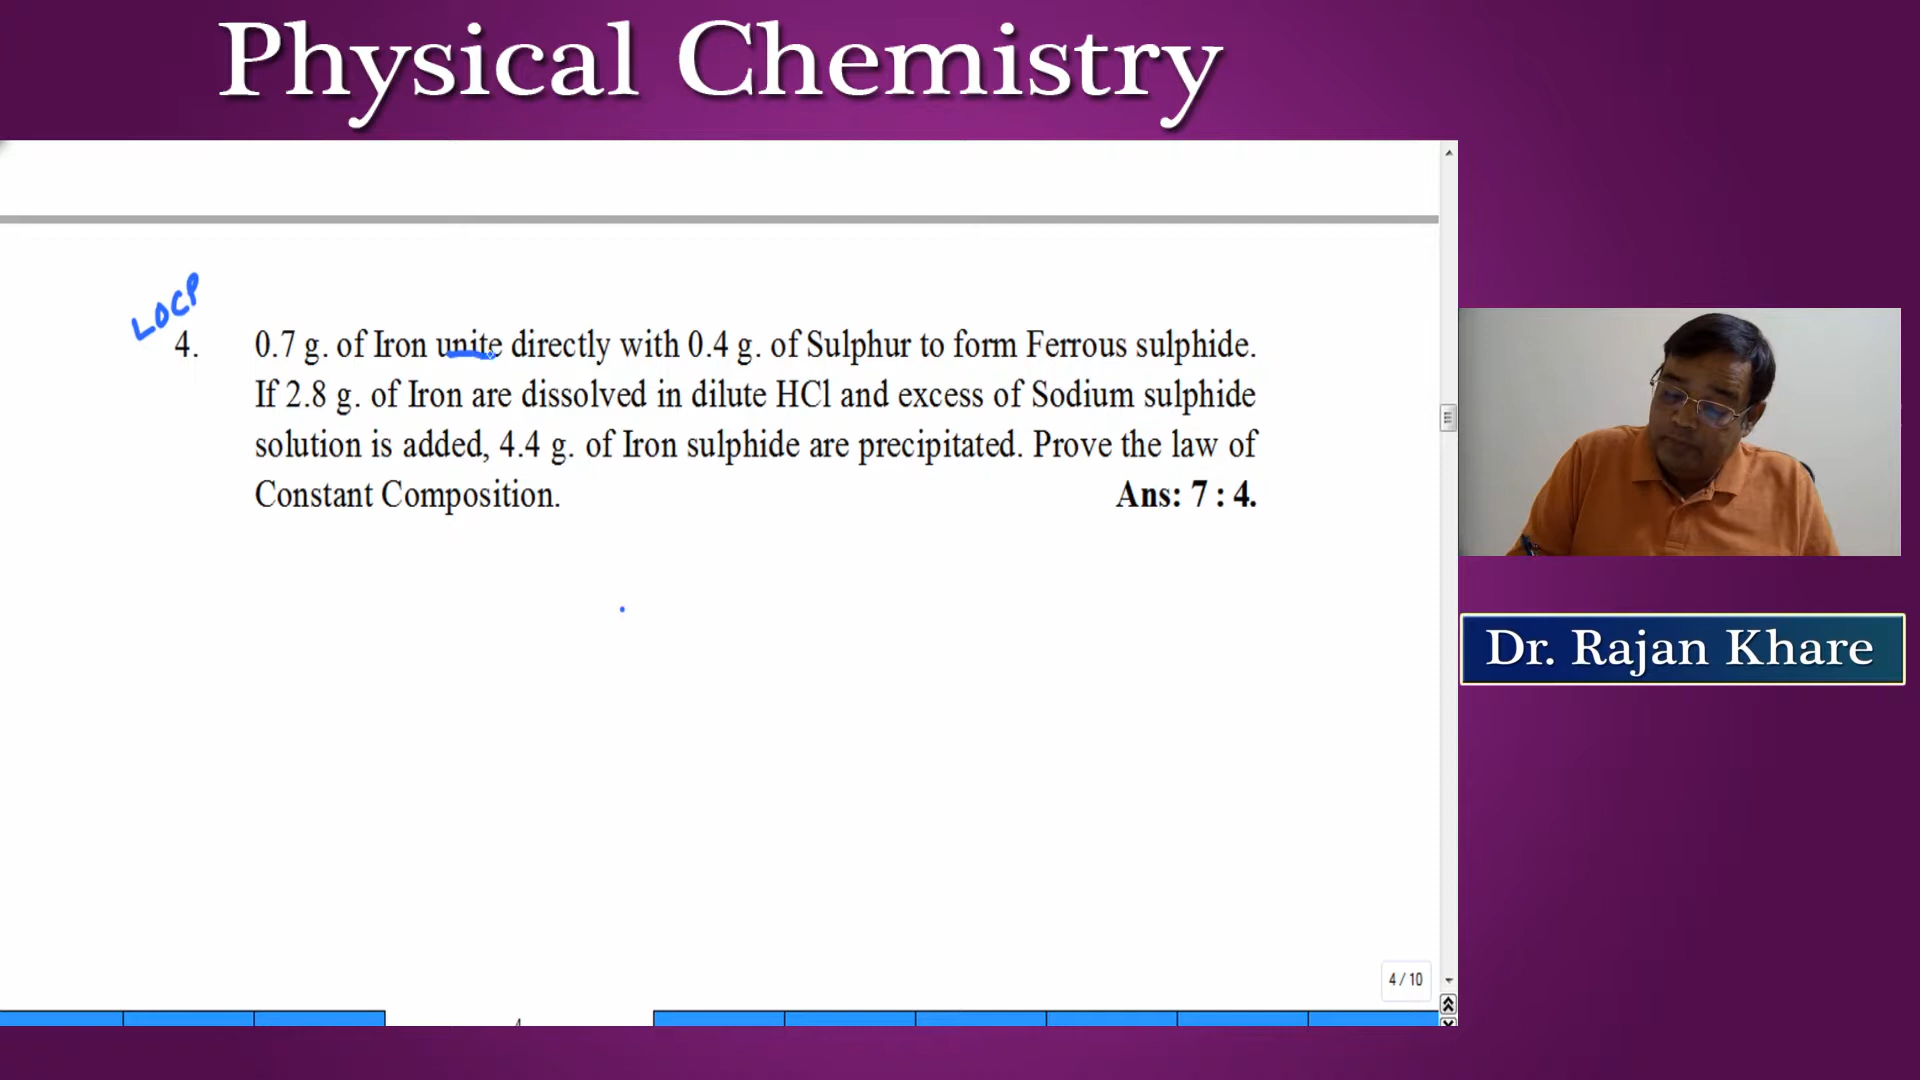 Physical Chemistry
LOCP
4. 0.7 g. of Iron unite directly with 0.4 g. of Sulphur to form Ferrous sulphide.
If 2.8 g. of Iron are dissolved in dilute HCl and excess of Sodium sulphide
solution is added, 4.4 g. of Iron sulphide are precipitated. Prove the law of
Constant Composition. Ans: 7 : 4.
Dr. Rajan Khare
4 / 10
4